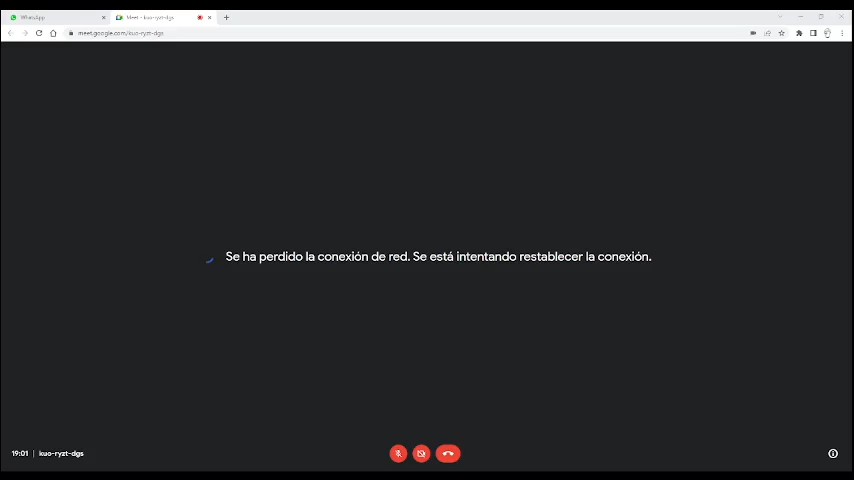 WhatsApp
Meet - kuo-ryzt-dgs
meet.google.com/kuo-ryzt-dgs
Se ha perdido la conexión de red. Se está intentando restablecer la conexión.
19:01 | kuo-ryzt-dgs